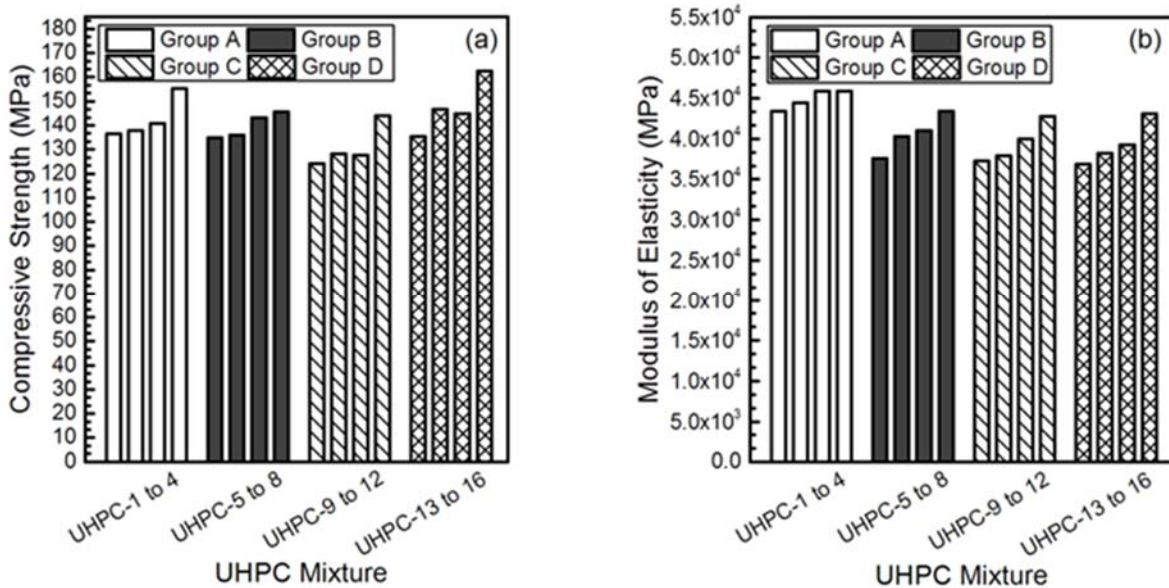 (a)
Group A Group B
Group C Group D
Compressive Strength (MPa)
180
170
160
150
140
130
120
110
100
90
80
70
60
50
40
30
20
10
0
UHPC-1 to 4
UHPC-5 to 8
UHPC-9 to 12
UHPC-13 to 16
UHPC Mixture
(b)
Group A Group B
Group C Group D
Modulus of Elasticity (MPa)
5.5x10⁴
5.0x10⁴
4.5x10⁴
4.0x10⁴
3.5x10⁴
3.0x10⁴
2.5x10⁴
2.0x10⁴
1.5x10⁴
1.0x10⁴
5.0x10³
0.0
UHPC-1 to 4
UHPC-5 to 8
UHPC-9 to 12
UHPC-13 to 16
UHPC Mixture